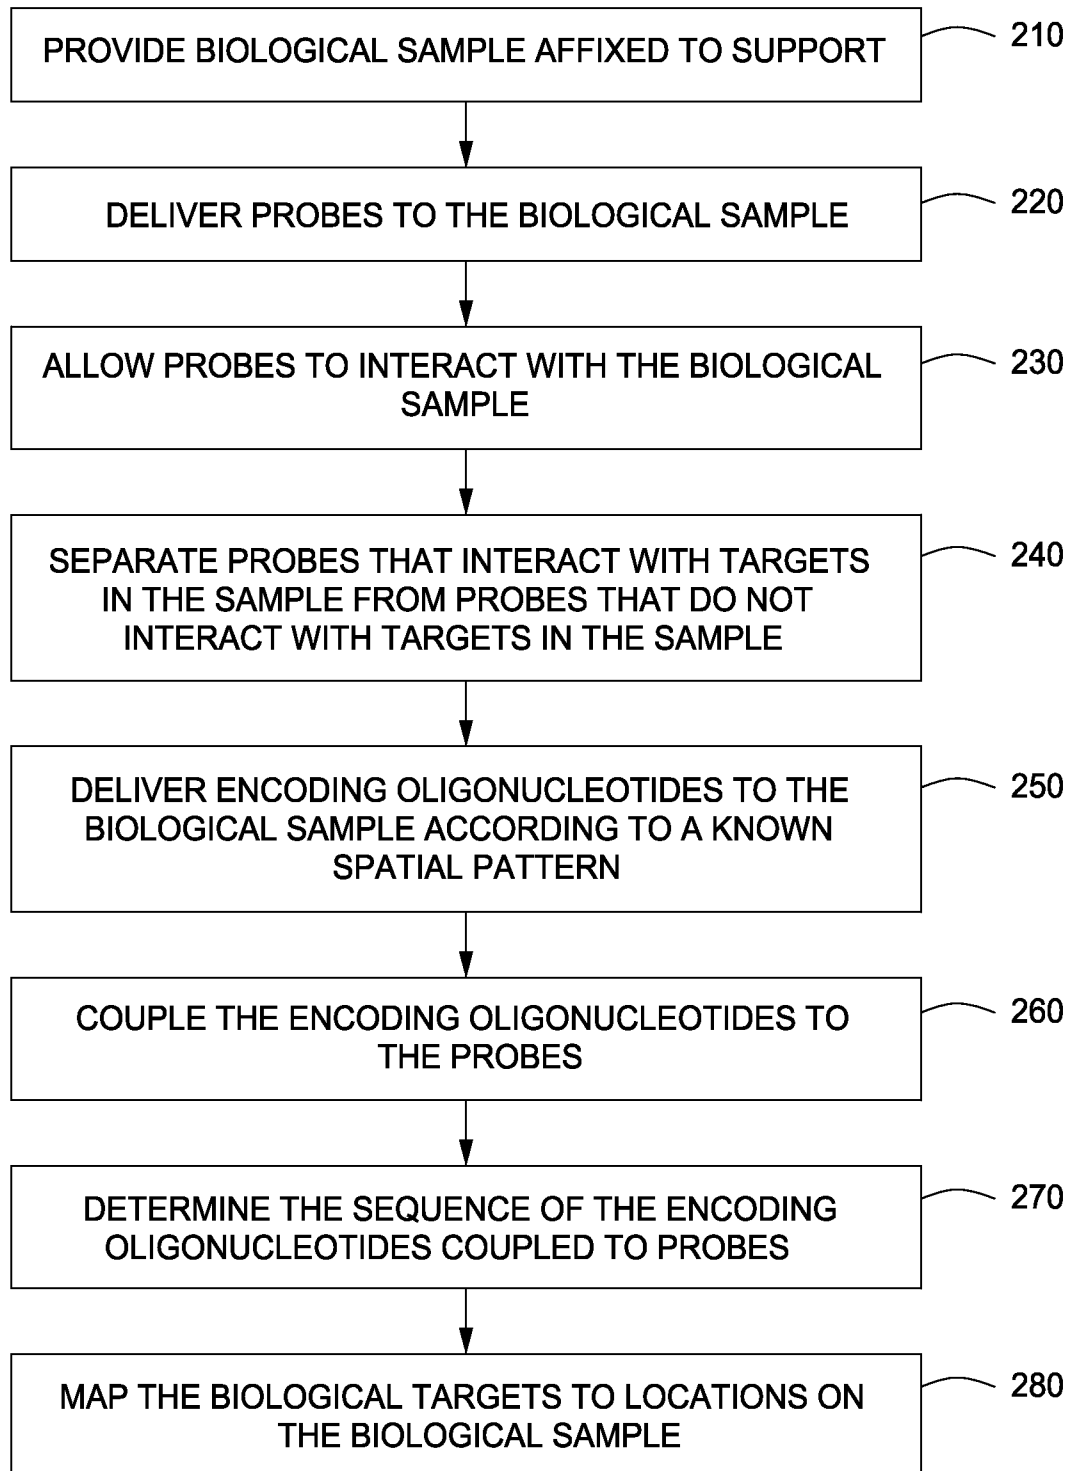 PROVIDE BIOLOGICAL SAMPLE AFFIXED TO SUPPORT
210
DELIVER PROBES TO THE BIOLOGICAL SAMPLE
220
ALLOW PROBES TO INTERACT WITH THE BIOLOGICAL
SAMPLE
230
SEPARATE PROBES THAT INTERACT WITH TARGETS
IN THE SAMPLE FROM PROBES THAT DO NOT
INTERACT WITH TARGETS IN THE SAMPLE
240
DELIVER ENCODING OLIGONUCLEOTIDES TO THE
BIOLOGICAL SAMPLE ACCORDING TO A KNOWN
SPATIAL PATTERN
250
COUPLE THE ENCODING OLIGONUCLEOTIDES TO
THE PROBES
260
DETERMINE THE SEQUENCE OF THE ENCODING
OLIGONUCLEOTIDES COUPLED TO PROBES
270
MAP THE BIOLOGICAL TARGETS TO LOCATIONS ON
THE BIOLOGICAL SAMPLE
280